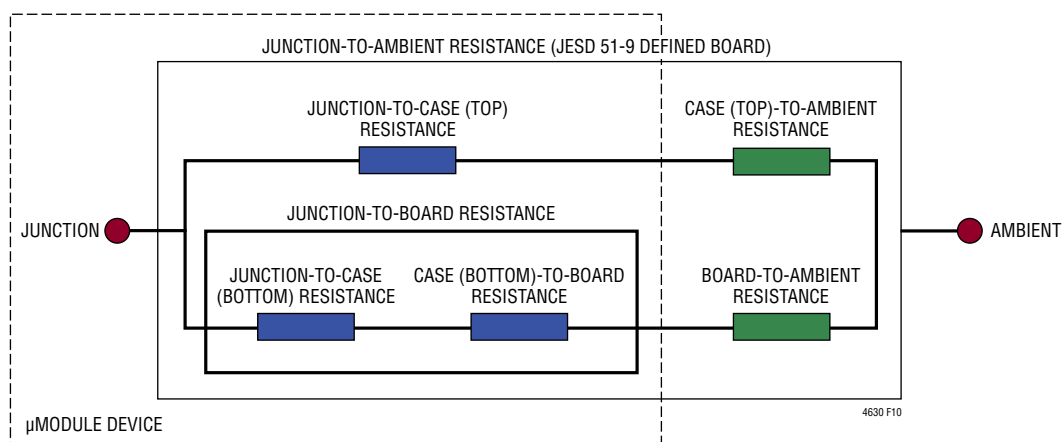 JUNCTION-TO-AMBIENT RESISTANCE (JESD 51-9 DEFINED BOARD)
JUNCTION-TO-CASE (TOP)
RESISTANCE
CASE (TOP)-TO-AMBIENT
RESISTANCE
JUNCTION-TO-BOARD RESISTANCE
JUNCTION
AMBIENT
JUNCTION-TO-CASE
(BOTTOM) RESISTANCE
CASE (BOTTOM)-TO-BOARD
RESISTANCE
BOARD-TO-AMBIENT
RESISTANCE
4630 F10
µMODULE DEVICE